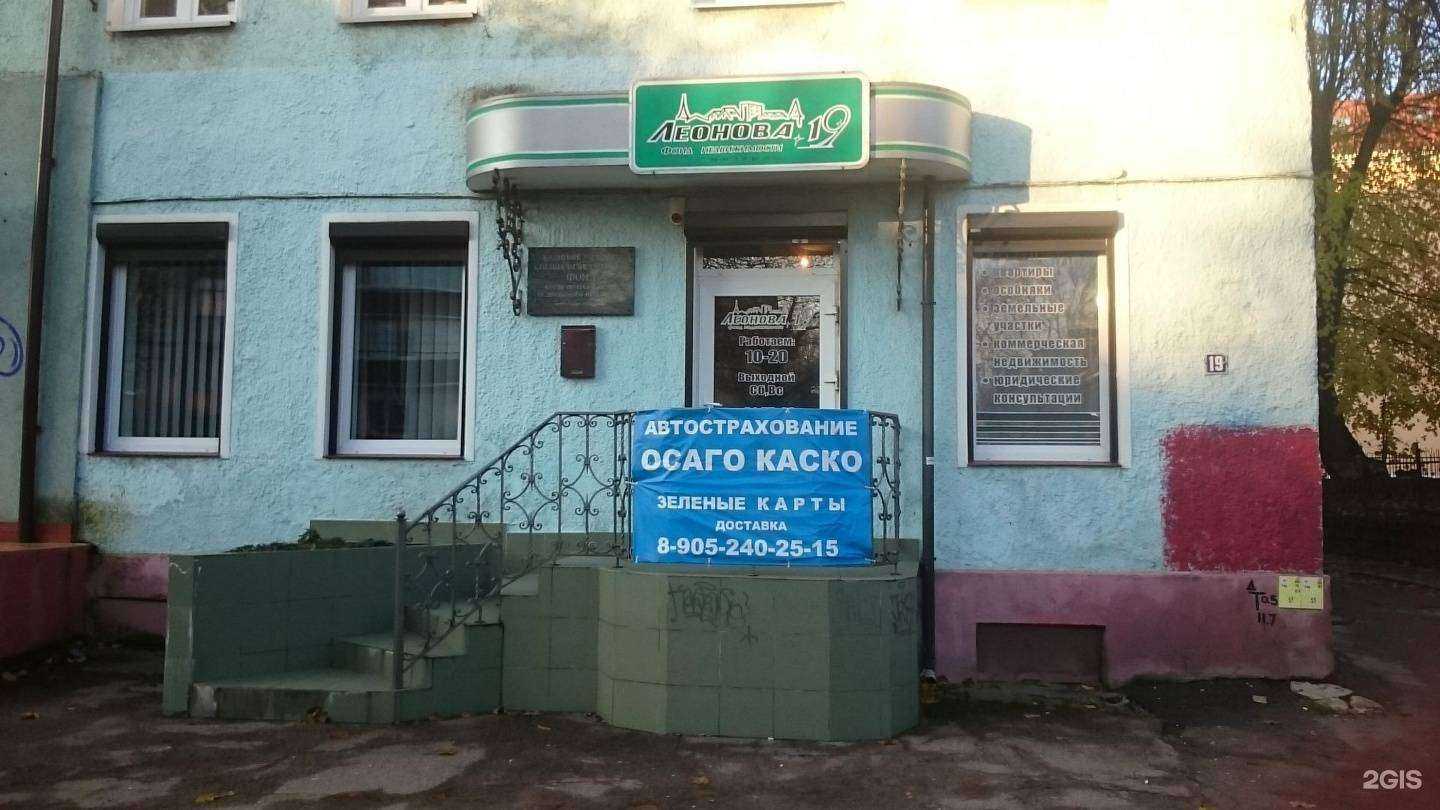 ЛЕОНОВА, 19
ФОНД НЕДВИЖИМОСТИ
ЛЕОНОВА, 19
Работаем:
10-20
Выходной
Сб,Вс
• квартиры
• особняки
• земельные
участки
• коммерческая
недвижимость
• юридические
консультации
19
АВТОСТРАХОВАНИЕ
ОСАГО КАСКО
ЗЕЛЕНЫЕ КАРТЫ
ДОСТАВКА
8-905-240-25-15
2GIS